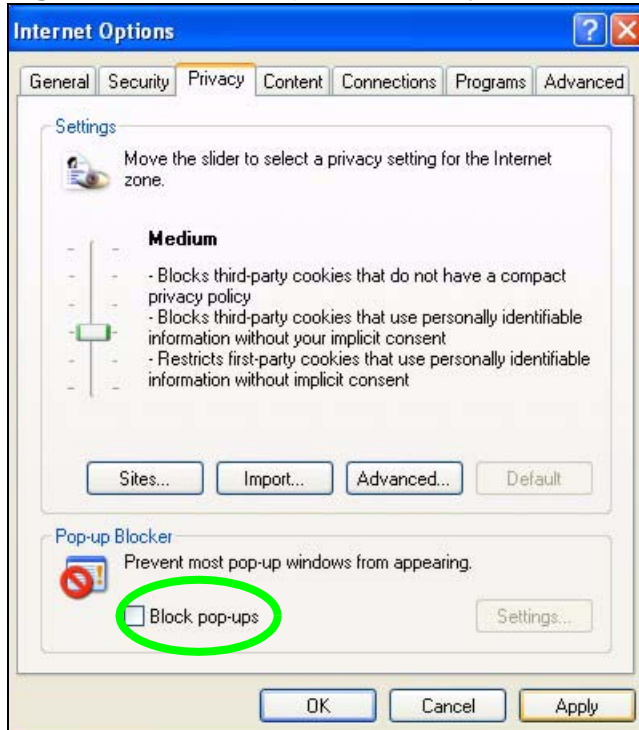 Internet Options
General Security Privacy Content Connections Programs Advanced
Settings
Move the slider to select a privacy setting for the Internet
zone.
Medium
- Blocks third-party cookies that do not have a compact
privacy policy
- Blocks third-party cookies that use personally identifiable
information without your implicit consent
- Restricts first-party cookies that use personally identifiable
information without implicit consent
Sites... Import... Advanced... Default
Pop-up Blocker
Prevent most pop-up windows from appearing.
Block pop-ups Settings...
OK Cancel Apply